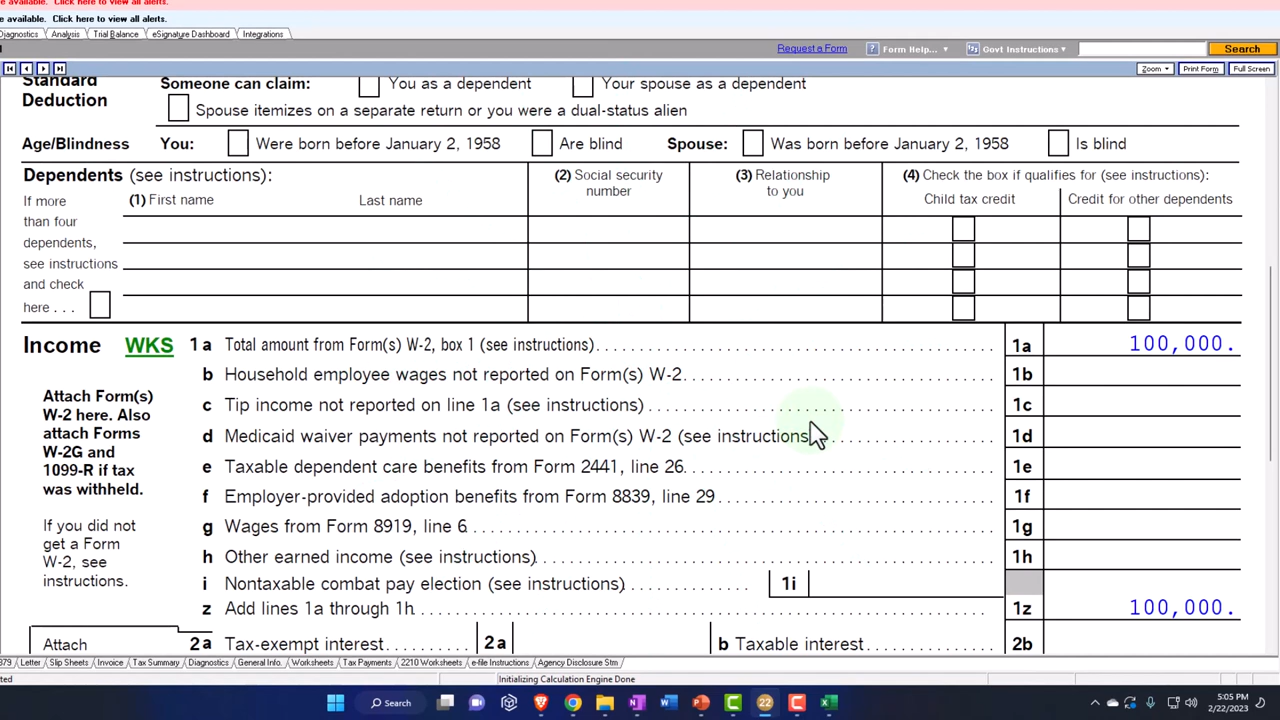 available. Click here to view all alerts.
e available. Click here to view all alerts.
Diagnostics Analysis Trial Balance eSignature Dashboard Integrations
Request a Form ? Form Help... Govt Instructions Search
Zoom Print Form Full Screen
Standard Someone can claim: You as a dependent Your spouse as a dependent
Deduction Spouse itemizes on a separate return or you were a dual-status alien
Age/Blindness You: Were born before January 2, 1958 Are blind Spouse: Was born before January 2, 1958 Is blind
Dependents (see instructions): (2) Social security number (3) Relationship to you (4) Check the box if qualifies for (see instructions):
(1) First name Last name Child tax credit Credit for other dependents
If more
than four
dependents,
see instructions
and check
here . . .
Income WKS 1a Total amount from Form(s) W-2, box 1 (see instructions) 1a 100,000.
b Household employee wages not reported on Form(s) W-2 1b
c Tip income not reported on line 1a (see instructions) 1c
d Medicaid waiver payments not reported on Form(s) W-2 (see instructions) 1d
e Taxable dependent care benefits from Form 2441, line 26 1e
f Employer-provided adoption benefits from Form 8839, line 29 1f
g Wages from Form 8919, line 6 1g
h Other earned income (see instructions) 1h
i Nontaxable combat pay election (see instructions) 1i
z Add lines 1a through 1h 1z 100,000.
Attach Form(s)
W-2 here. Also
attach Forms
W-2G and
1099-R if tax
was withheld.
If you did not
get a Form
W-2, see
instructions.
Attach 2a Tax-exempt interest 2a b Taxable interest 2b
879 Letter Slip Sheets Invoice Tax Summary Diagnostics General Info. Worksheets Tax Payments 2210 Worksheets e-file Instructions Agency Disclosure Stm
ted Initializing Calculation Engine Done
Search 22 5:05 PM
2/22/2023